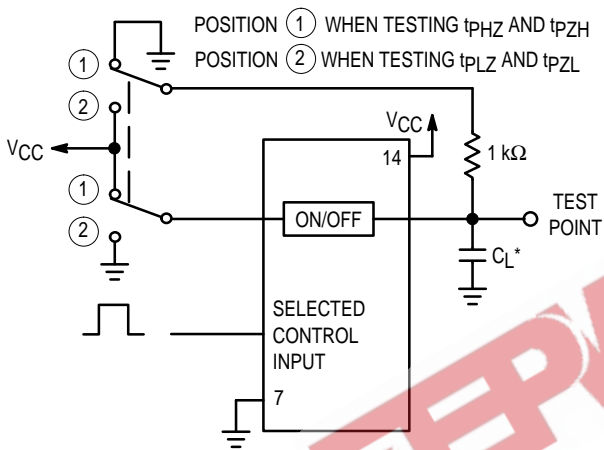 POSITION 1 WHEN TESTING tPHZ AND tPZH
POSITION 2 WHEN TESTING tPLZ AND tPZL
1
2
VCC
1
2
VCC
14
1 kΩ
ON/OFF
TEST
POINT
CL*
SELECTED
CONTROL
INPUT
7